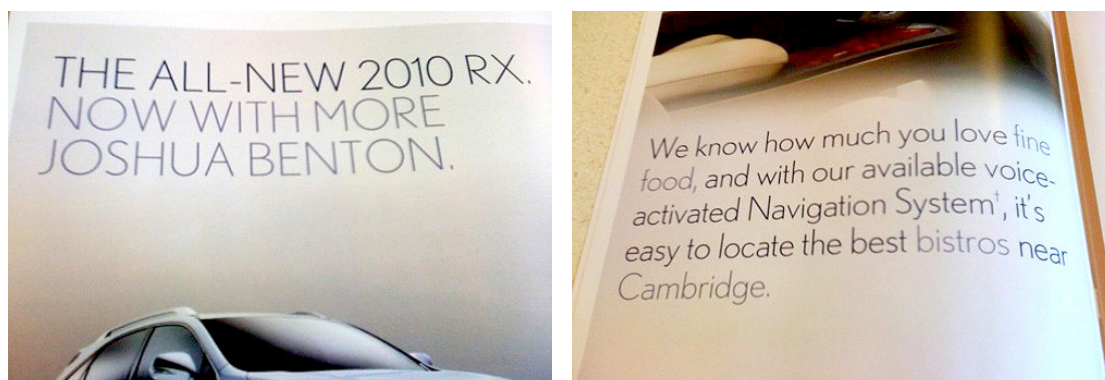 THE ALL-NEW 2010 RX.
NOW WITH MORE
JOSHUA BENTON.
We know how much you love fine
food, and with our available voice-
activated Navigation System†, it's
easy to locate the best bistros near
Cambridge.